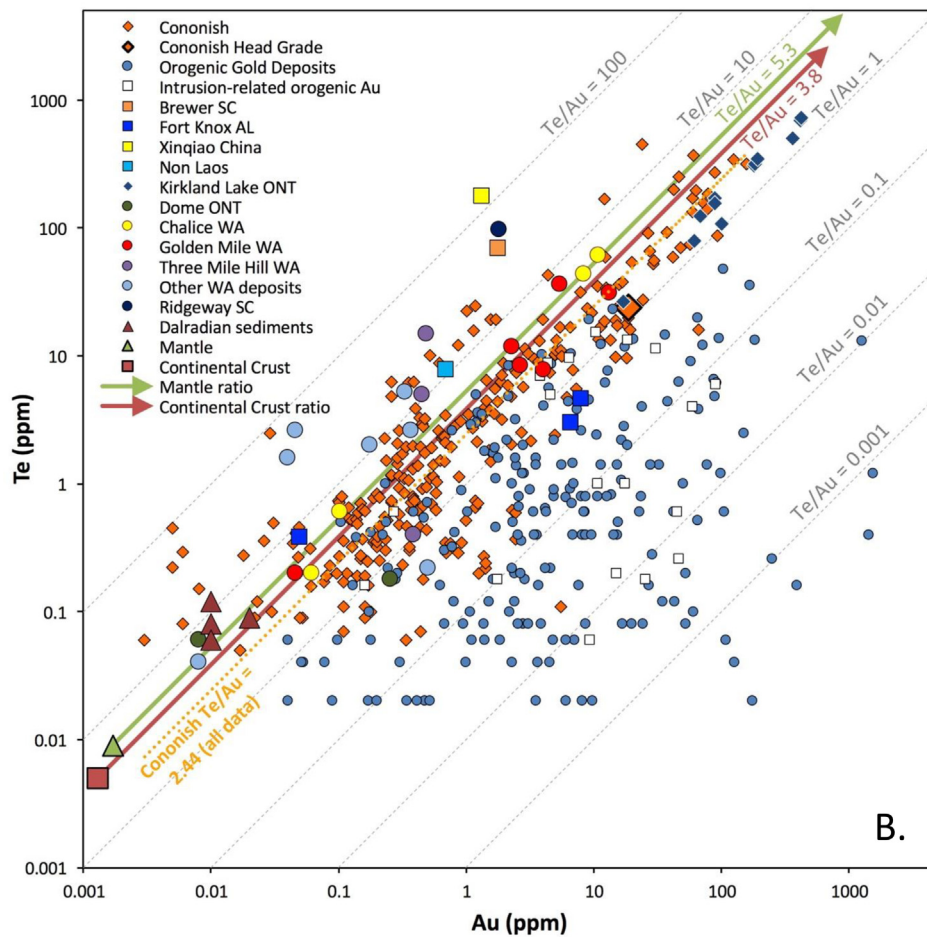 Cononish
Cononish Head Grade
Orogenic Gold Deposits
Intrusion-related orogenic Au
Brewer SC
Fort Knox AL
Xinqiao China
Non Laos
Kirkland Lake ONT
Dome ONT
Chalice WA
Golden Mile WA
Three Mile Hill WA
Other WA deposits
Ridgeway SC
Dalradian sediments
Mantle
Continental Crust
Mantle ratio
Continental Crust ratio
Te/Au = 100
Te/Au = 10
Te/Au = 5.3
Te/Au = 3.8
Te/Au = 1
Te/Au = 0.1
Te/Au = 0.01
Te/Au = 0.001
Cononish Te/Au =
2.44 (all data)
B.
Te (ppm)
1000
100
10
1
0.1
0.01
0.001
0.001
0.01
0.1
1
10
100
1000
Au (ppm)